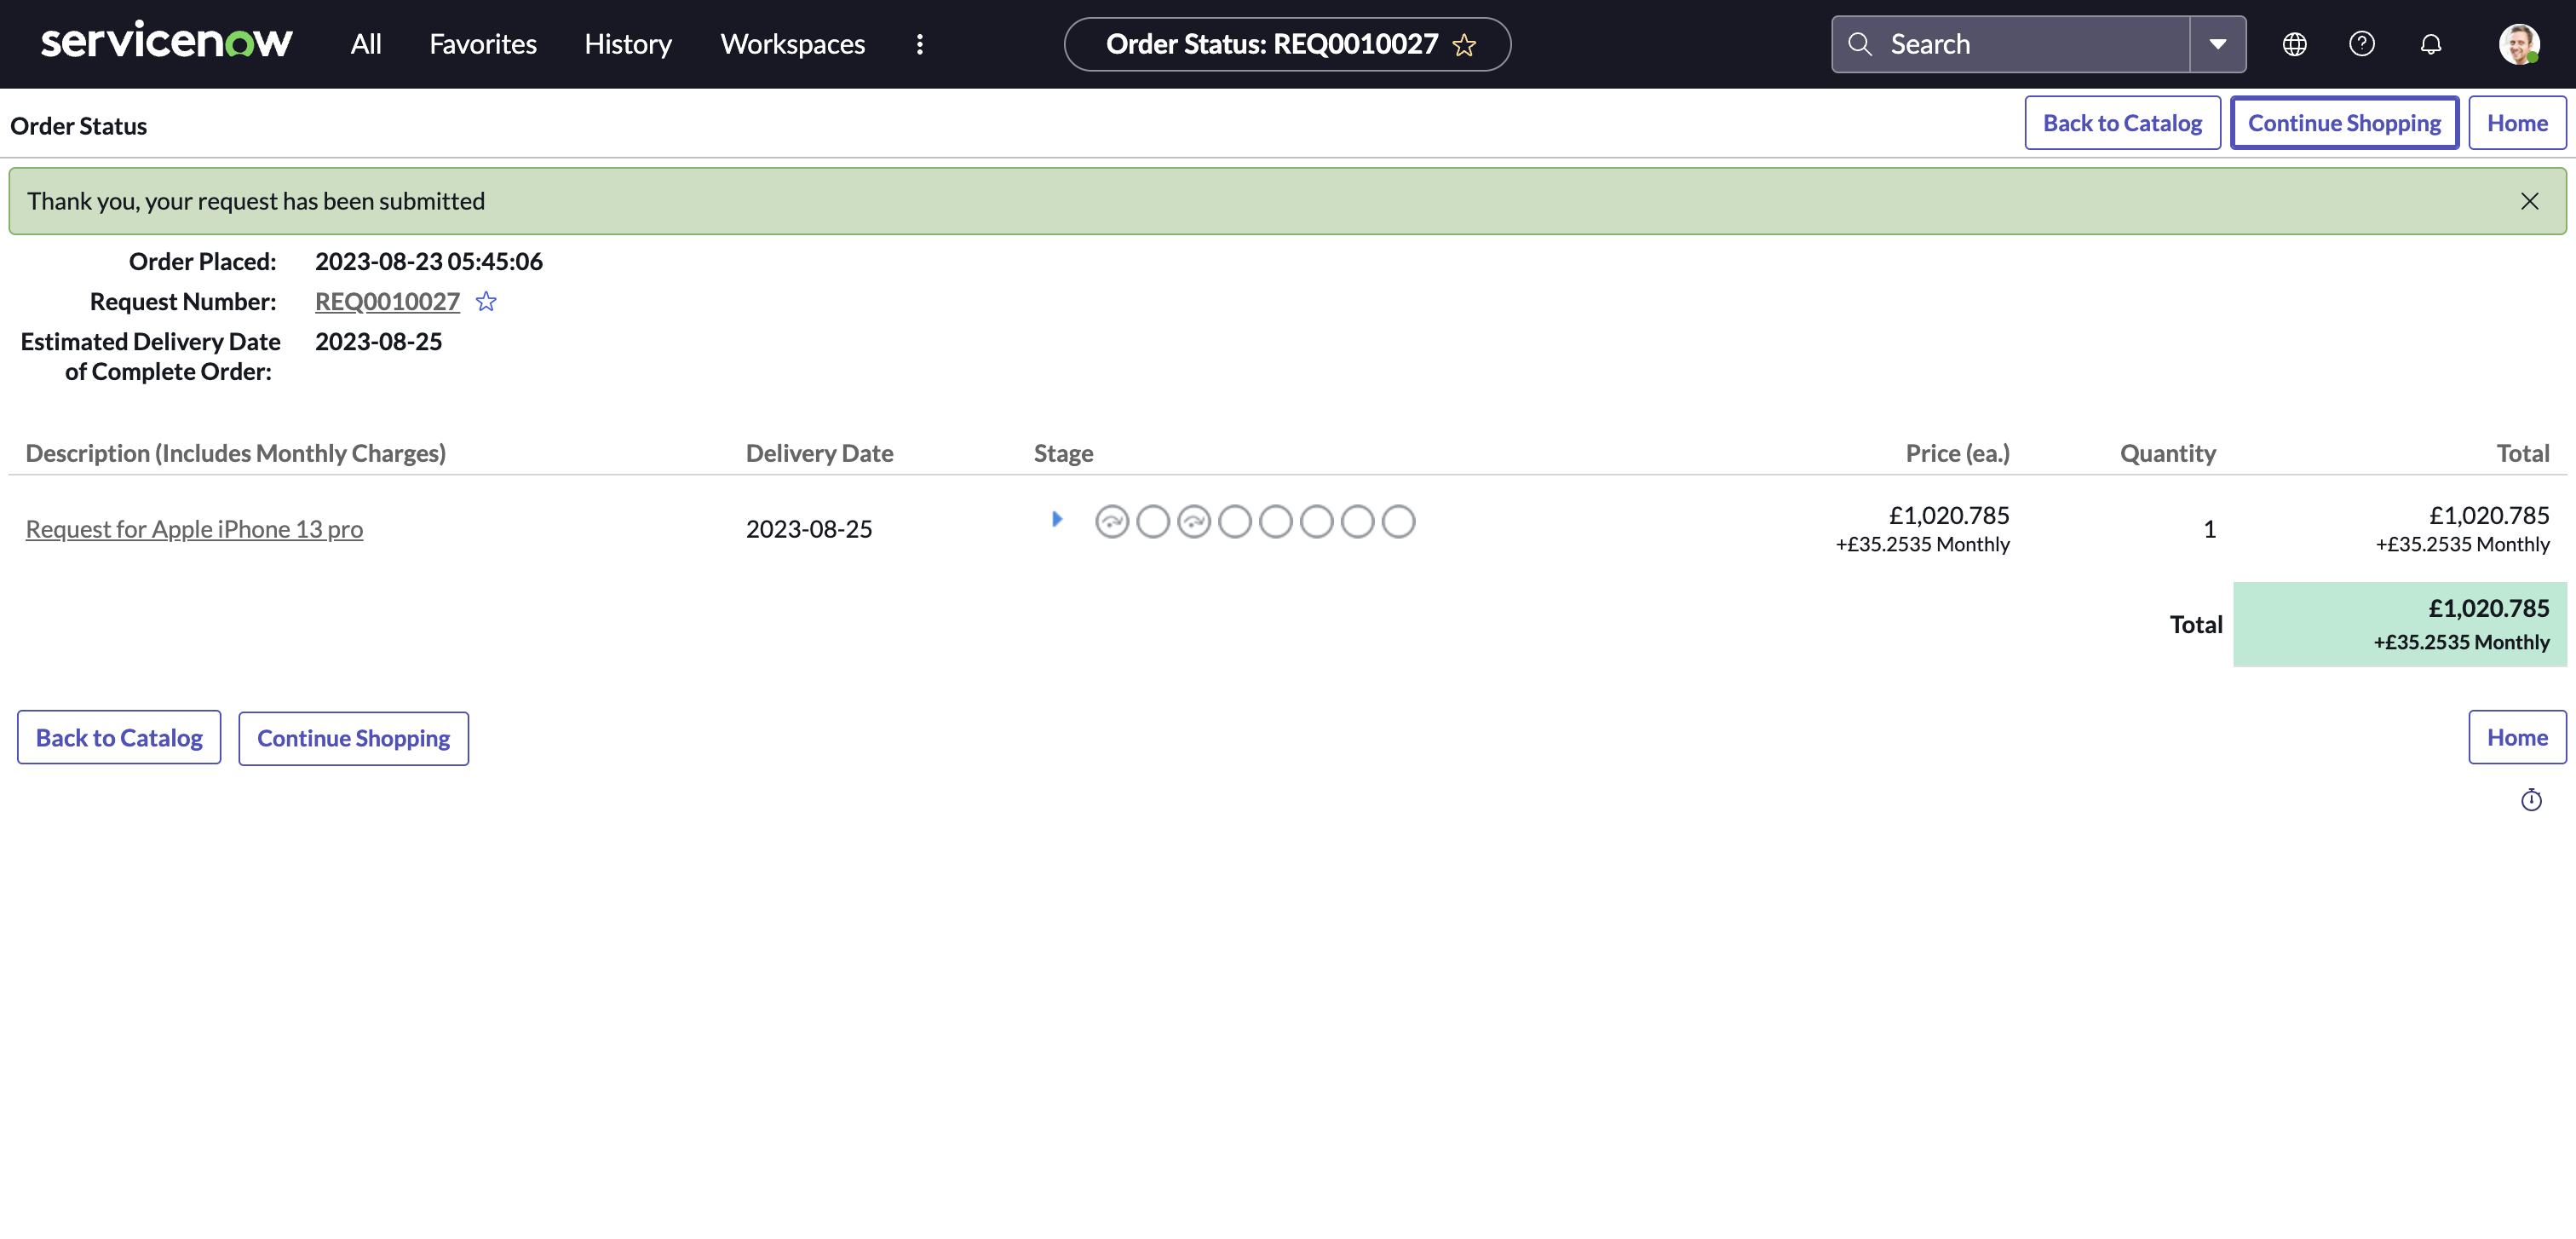 servicenow All Favorites History Workspaces Order Status: REQ0010027 Search
Order Status Back to Catalog Continue Shopping Home
Thank you, your request has been submitted
Order Placed: 2023-08-23 05:45:06
Request Number: REQ0010027
Estimated Delivery Date 2023-08-25
of Complete Order:
Description (Includes Monthly Charges) Delivery Date Stage Price (ea.) Quantity Total
Request for Apple iPhone 13 pro 2023-08-25 £1,020.785 1 £1,020.785
+£35.2535 Monthly +£35.2535 Monthly
Total £1,020.785
+£35.2535 Monthly
Back to Catalog Continue Shopping Home